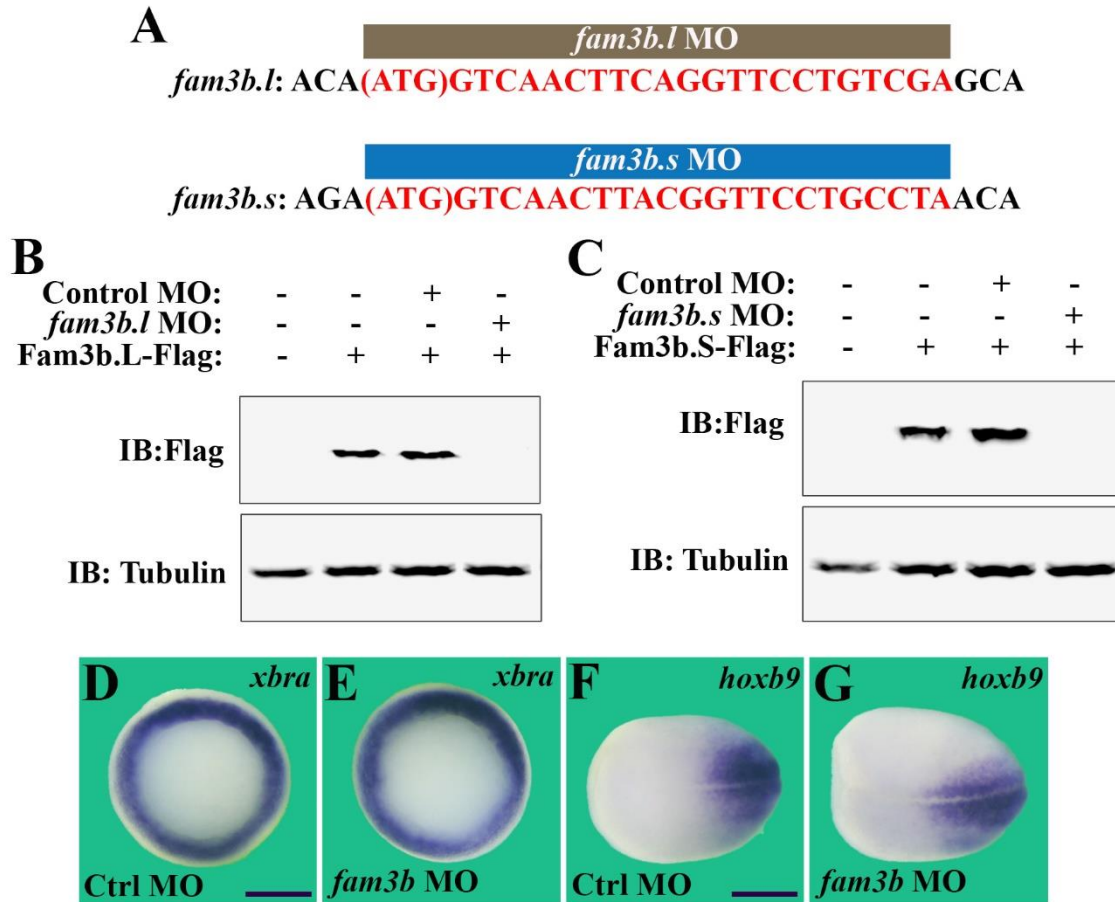 A
fam3b.l MO
fam3b.l: ACA(ATG)GTCAACTTCAGGTTCCTGTCGAGCA
fam3b.s MO
fam3b.s: AGA(ATG)GTCAACTTACGGTTCCTGCCTAACA
B
Control MO: - - + -
fam3b.l MO: - - - +
Fam3b.L-Flag: - + + +
IB:Flag
IB: Tubulin
C
Control MO: - - + -
fam3b.s MO: - - - +
Fam3b.S-Flag: - + + +
IB:Flag
IB: Tubulin
D xbra
Ctrl MO
E xbra
fam3b MO
F hoxb9
Ctrl MO
G hoxb9
fam3b MO